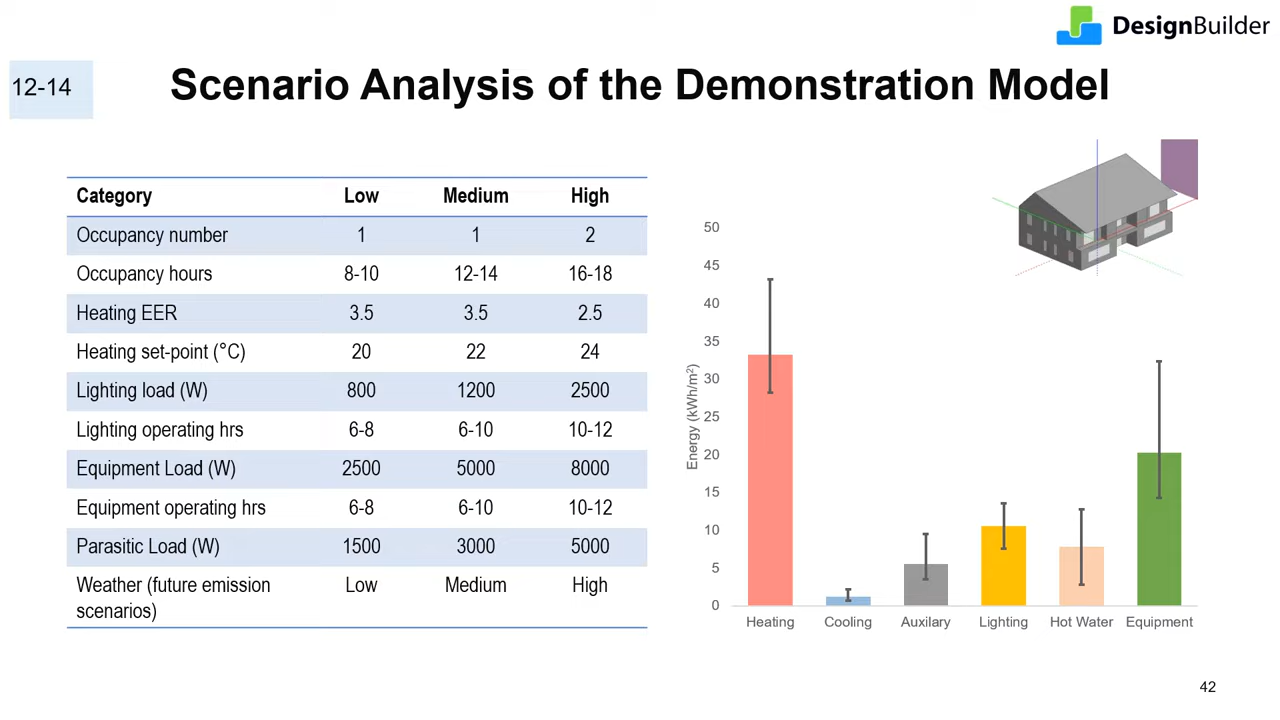 DesignBuilder
12-14
Scenario Analysis of the Demonstration Model
Category Low Medium High
Occupancy number 1 1 2
Occupancy hours 8-10 12-14 16-18
Heating EER 3.5 3.5 2.5
Heating set-point (°C) 20 22 24
Lighting load (W) 800 1200 2500
Lighting operating hrs 6-8 6-10 10-12
Equipment Load (W) 2500 5000 8000
Equipment operating hrs 6-8 6-10 10-12
Parasitic Load (W) 1500 3000 5000
Weather (future emission Low Medium High
scenarios)
Energy (kWh/m²)
50
45
40
35
30
25
20
15
10
5
0
Heating Cooling Auxilary Lighting Hot Water Equipment
42